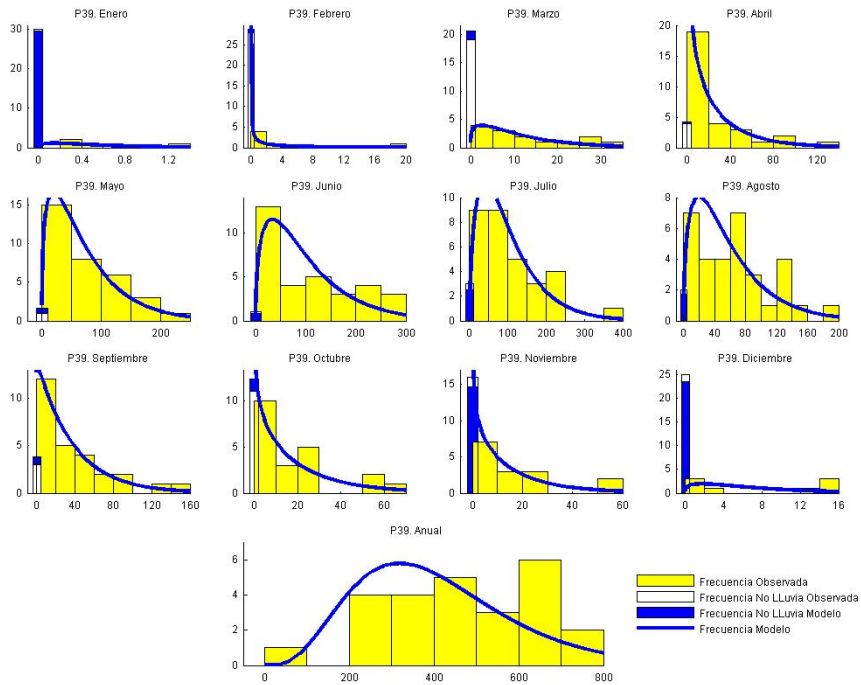 P39. Enero
30
20
10
0
0 0.4 0.8 1.2
P39. Febrero
20
10
0
0 4 8 12 16 20
P39. Marzo
20
15
10
5
0
0 10 20 30
P39. Abril
20
15
10
5
0
0 40 80 120
P39. Mayo
15
10
5
0
0 100 200
P39. Junio
15
10
5
0
0 100 200 300
P39. Julio
10
8
6
4
2
0
0 100 200 300 400
P39. Agosto
8
6
4
2
0
0 40 80 120 160 200
P39. Septiembre
10
5
0
0 40 80 120 160
P39. Octubre
10
5
0
0 20 40 60
P39. Noviembre
15
10
5
0
0 20 40 60
P39. Diciembre
25
20
15
10
5
0
0 4 8 12 16
P39. Anual
6
4
2
0
0 200 400 600 800
Frecuencia Observada
Frecuencia No LLuvia Observada
Frecuencia No LLuvia Modelo
Frecuencia Modelo